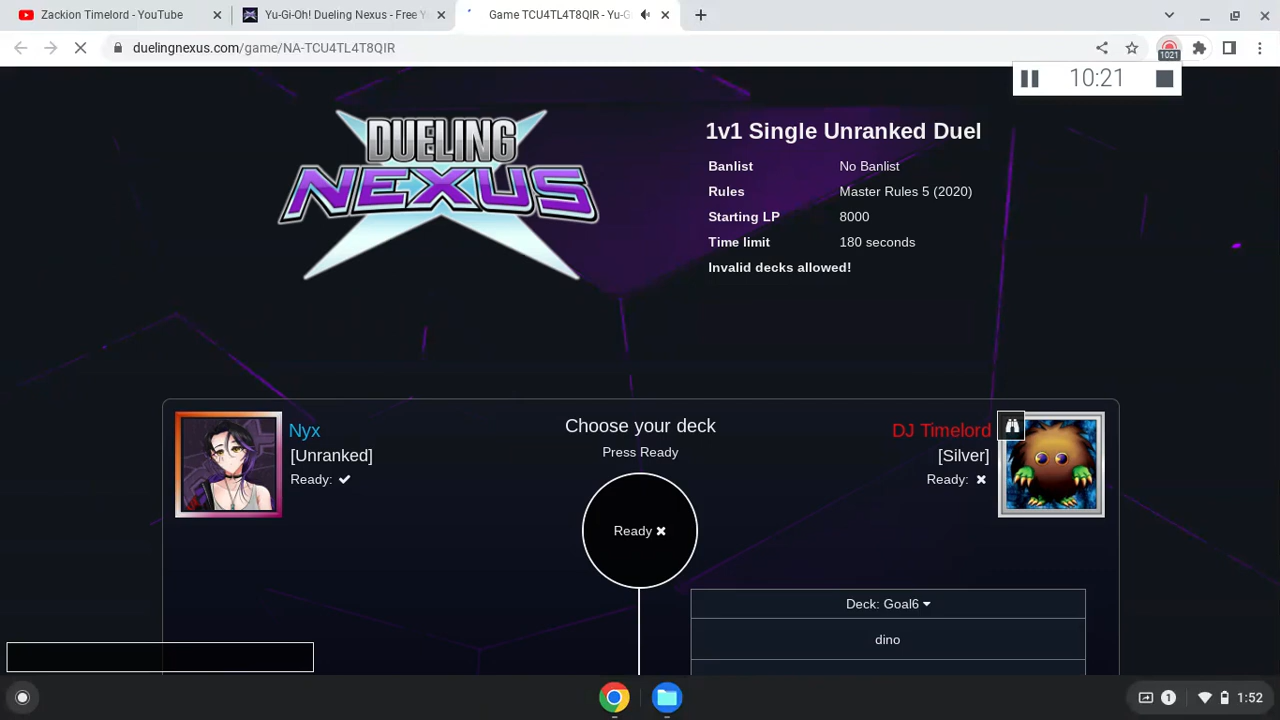 Zackion Timelord - YouTube
Yu-Gi-Oh! Dueling Nexus - Free Y
Game TCU4TL4T8QIR - Yu-G
duelingnexus.com/game/NA-TCU4TL4T8QIR
1021
10:21
DUELING
NEXUS
1v1 Single Unranked Duel
Banlist No Banlist
Rules Master Rules 5 (2020)
Starting LP 8000
Time limit 180 seconds
Invalid decks allowed!
Nyx
[Unranked]
Ready:
Choose your deck
Press Ready
Ready
DJ Timelord
[Silver]
Ready:
Deck: Goal6
dino
1
1:52